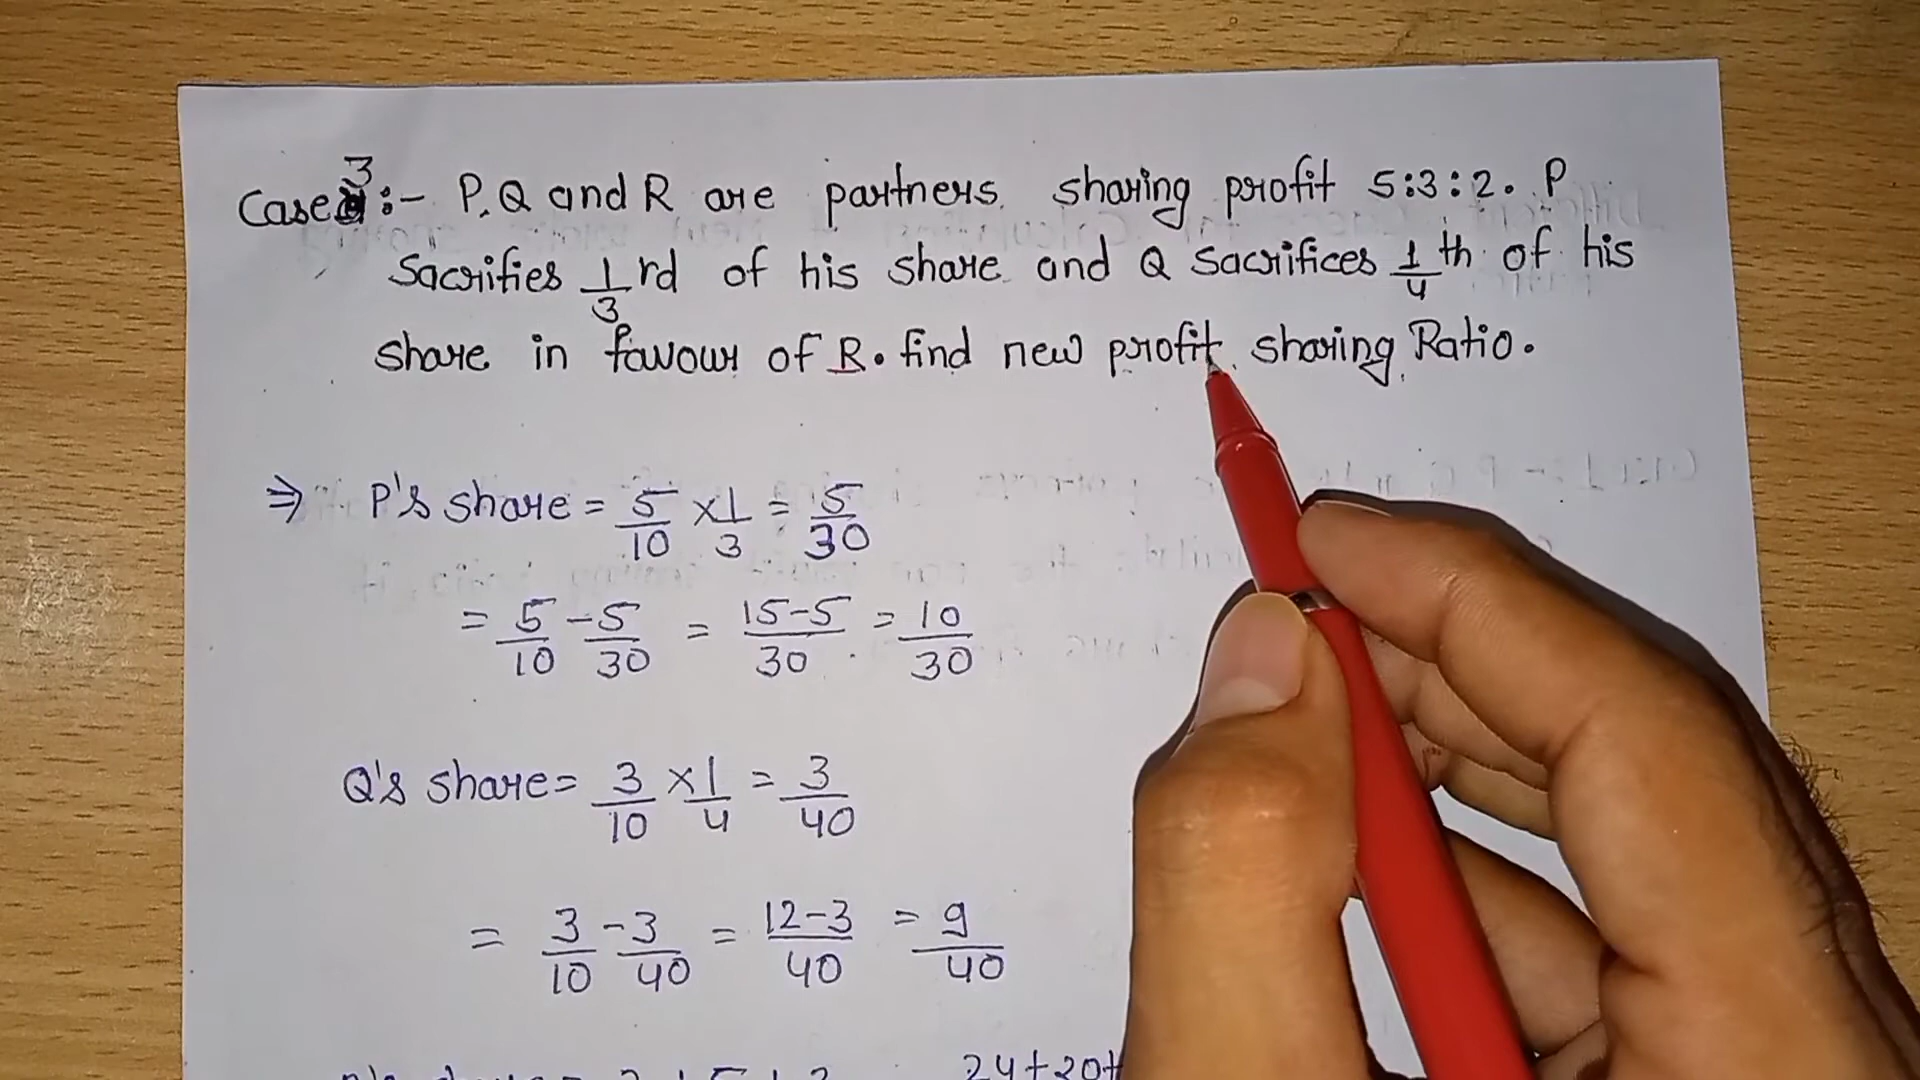 Case 3:- P, Q and R are partners sharing profit 5:3:2. P
Sacrifies 1/3 rd of his share and Q Sacrifices 1/4 th of his
share in favour of R. find new profit sharing Ratio.
⇒ P's share = 5/10 × 1/3 = 5/30
= 5/10 - 5/30 = 15-5/30 = 10/30
Q's share = 3/10 × 1/4 = 3/40
= 3/10 - 3/40 = 12-3/40 = 9/40
24+20+